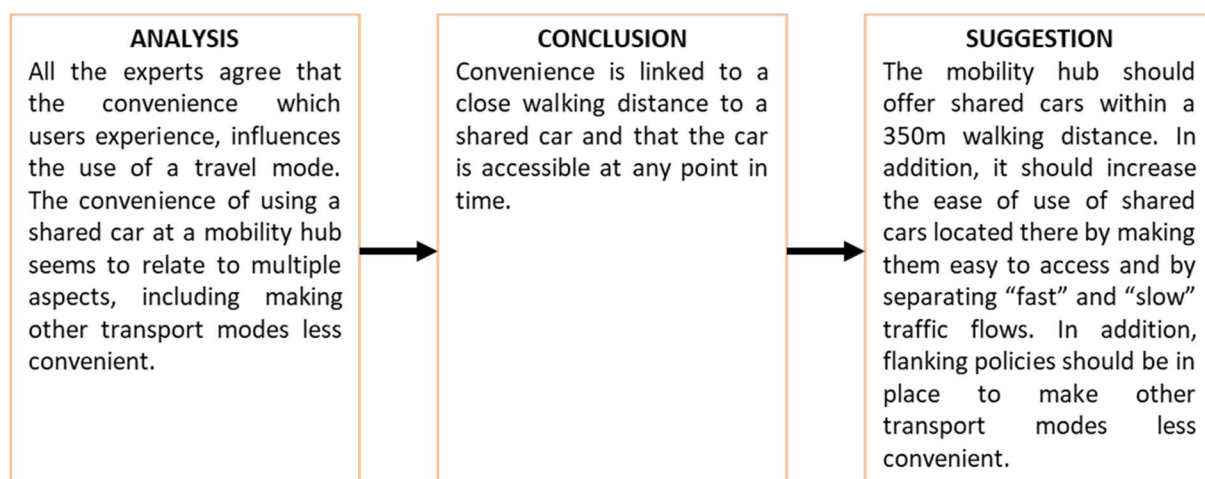 ANALYSIS
All the experts agree that
the convenience which
users experience, influences
the use of a travel mode.
The convenience of using a
shared car at a mobility hub
seems to relate to multiple
aspects, including making
other transport modes less
convenient.
CONCLUSION
Convenience is linked to a
close walking distance to a
shared car and that the car
is accessible at any point in
time.
SUGGESTION
The mobility hub should
offer shared cars within a
350m walking distance. In
addition, it should increase
the ease of use of shared
cars located there by making
them easy to access and by
separating “fast” and “slow”
traffic flows. In addition,
flanking policies should be in
place to make other
transport modes less
convenient.